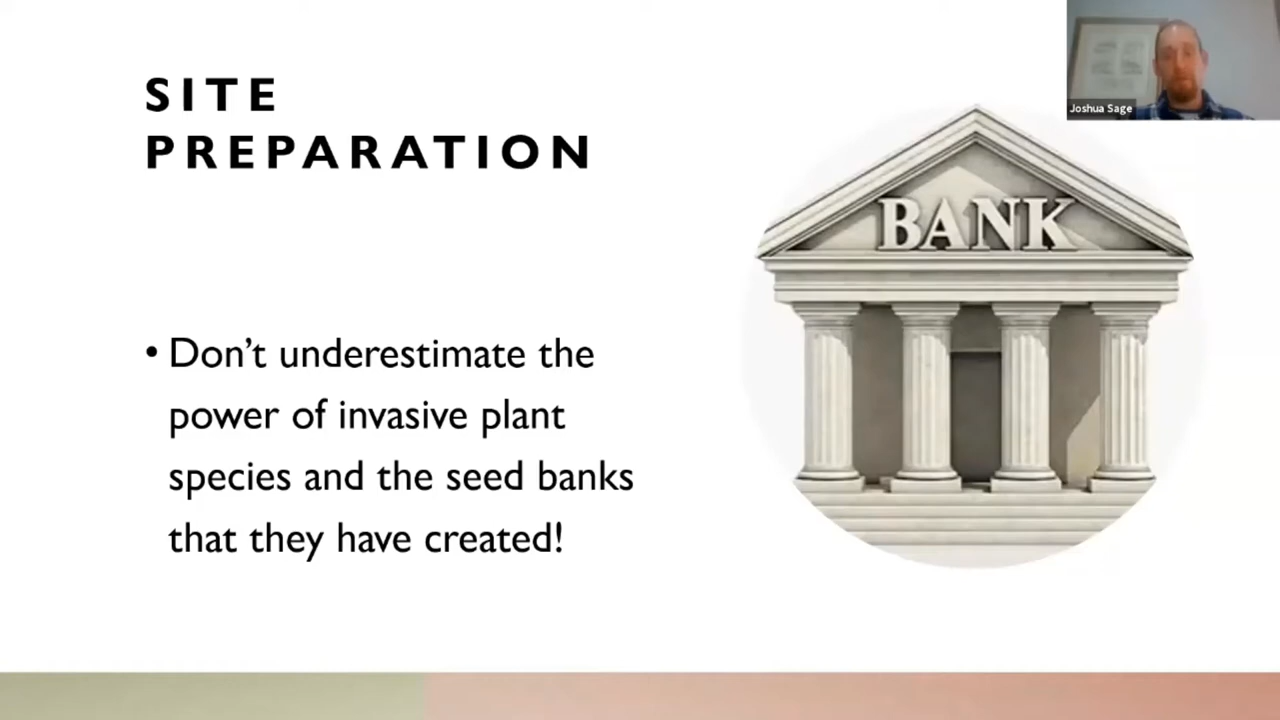 SITE
PREPARATION
• Don’t underestimate the
power of invasive plant
species and the seed banks
that they have created!
BANK
Joshua Sage